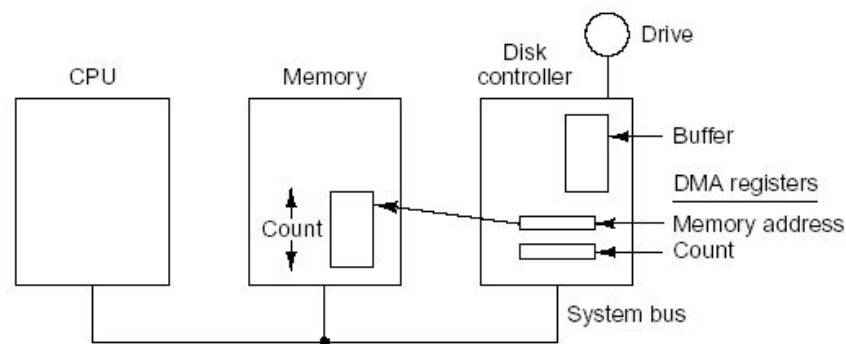 Drive
Disk
controller
CPU
Memory
Buffer
DMA registers
Memory address
Count
Count
System bus